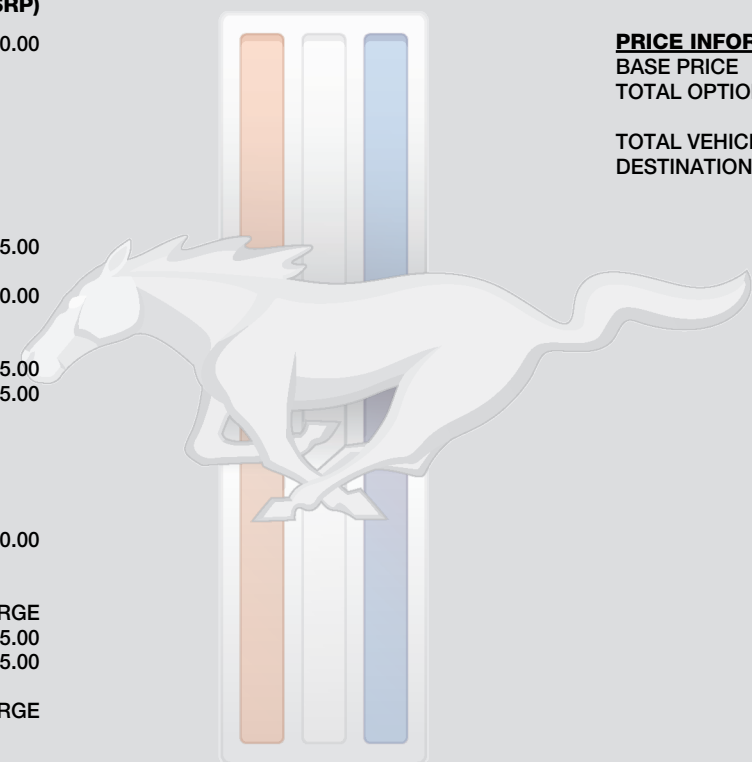 SRP)
0.00
5.00
0.00
5.00
5.00
0.00
RGE
5.00
5.00
RGE
PRICE INFOR
BASE PRICE
TOTAL OPTION
TOTAL VEHICL
DESTINATION